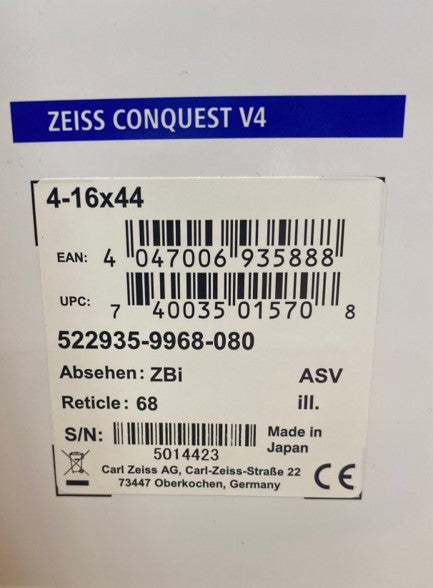 ZEISS CONQUEST V4
4-16x44
EAN: 4 047006 935888
UPC: 7 40035 01570 8
522935-9968-080
Absehen: ZBi ASV
Reticle: 68 ill.
S/N: Made in
5014423 Japan
Carl Zeiss AG, Carl-Zeiss-Straße 22
73447 Oberkochen, Germany
CE